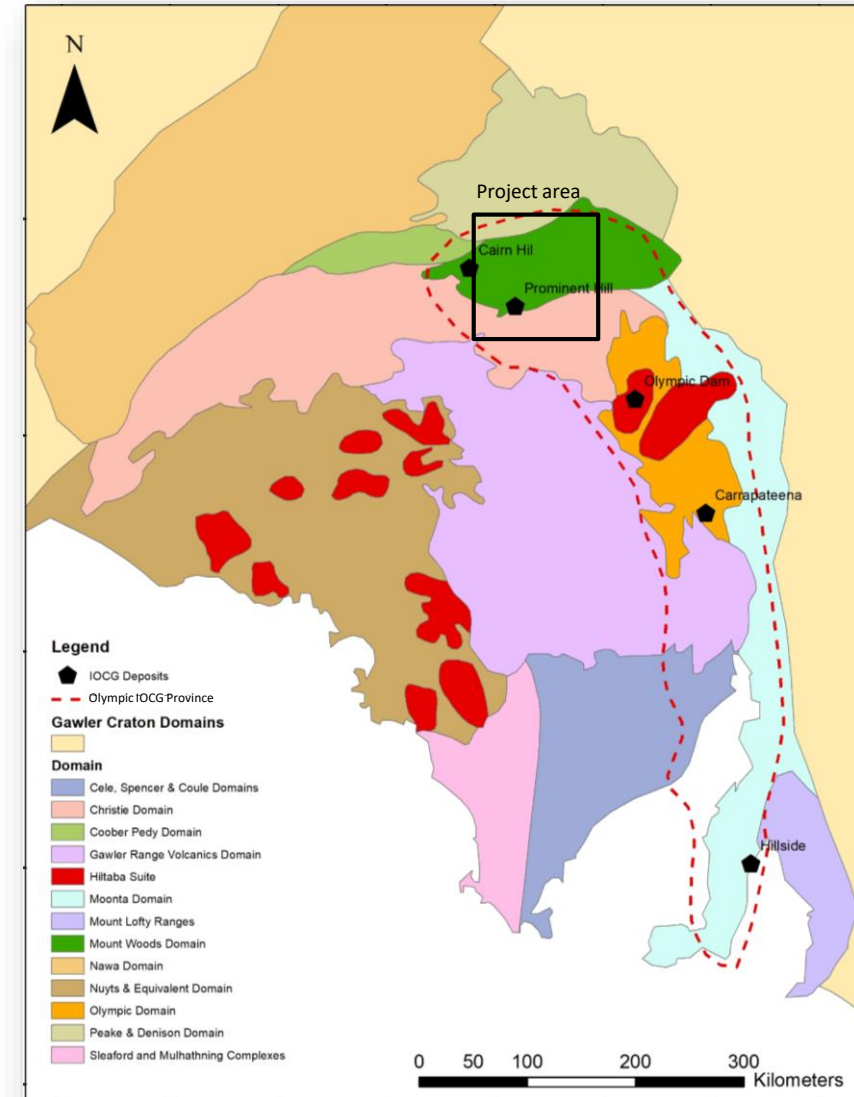 N
Project area
Cairn Hil
Prominent Hill
Olympic Dam
Carrapateena
Hillside
Legend
IOCG Deposits
Olympic IOCG Province
Gawler Craton Domains
Domain
Cele, Spencer & Coule Domains
Christie Domain
Coober Pedy Domain
Gawler Range Volcanics Domain
Hiltaba Suite
Moonta Domain
Mount Lofty Ranges
Mount Woods Domain
Nawa Domain
Nuyts & Equivalent Domain
Olympic Domain
Peake & Denison Domain
Sleaford and Mulhathning Complexes
0 50 100 200 300
Kilometers